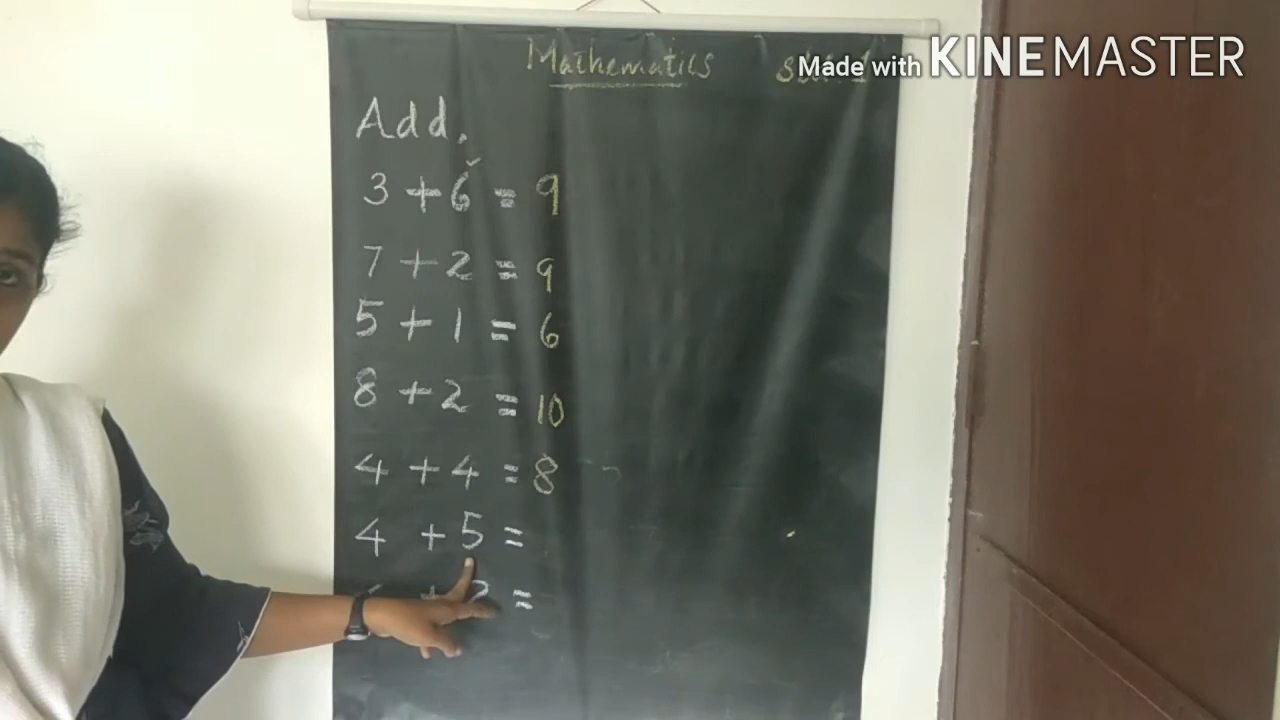 Mathematics
Made with KINEMASTER
Add.
3 + 6 = 9
7 + 2 = 9
5 + 1 = 6
8 + 2 = 10
4 + 4 = 8
4 + 5 =
+ =